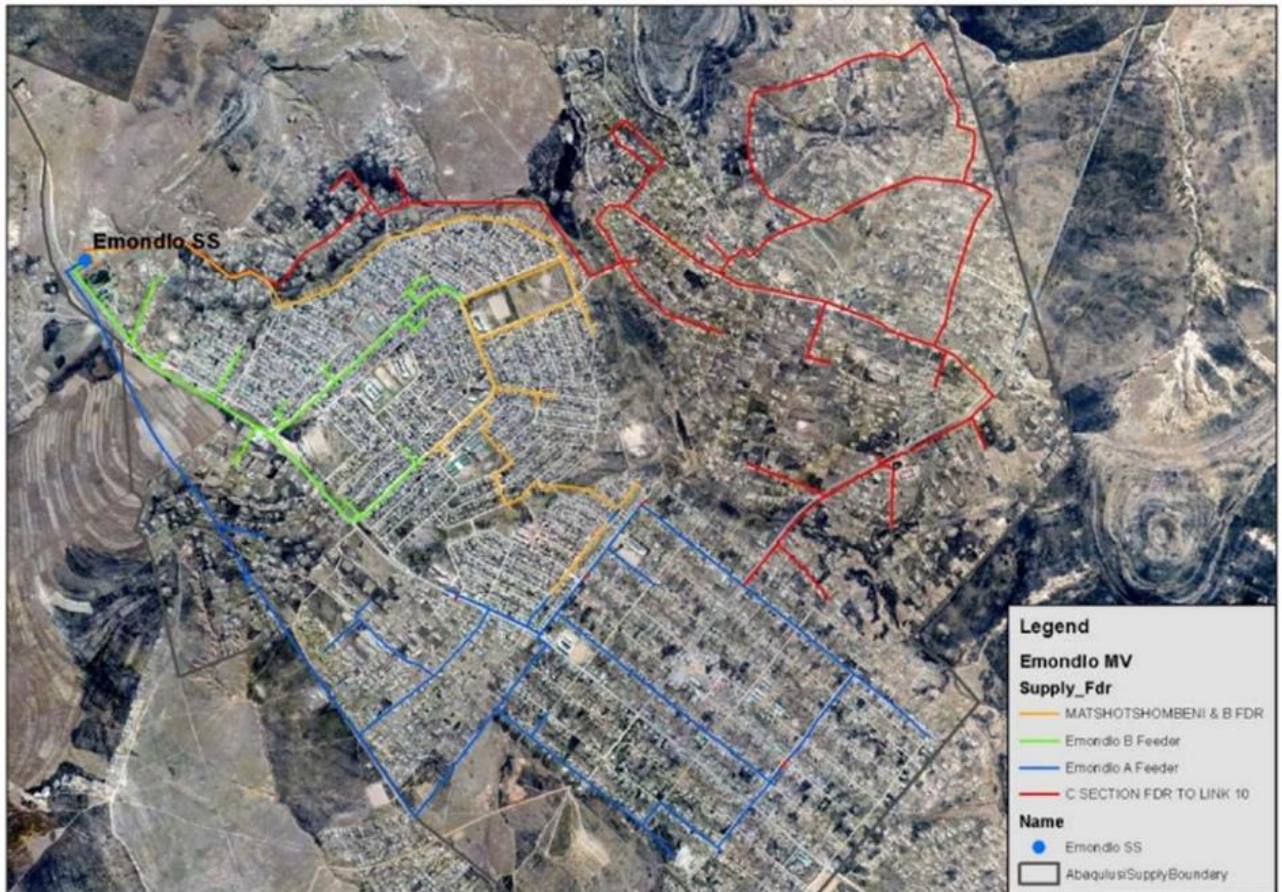 Emondlo SS
Legend
Emondlo MV
Supply_Fdr
MATSHOTSHOMBENI & B FDR
Emondlo B Feeder
Emondlo A Feeder
C SECTION FDR TO LINK 10
Name
Emondlo SS
AbaqulusiSupplyBoundary